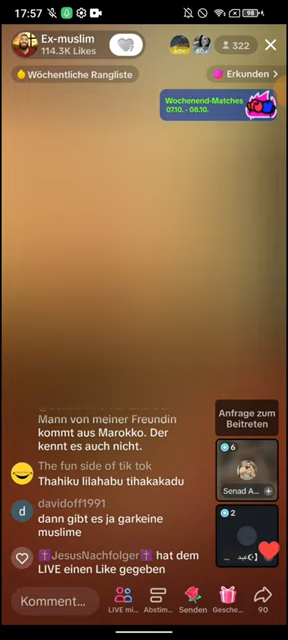 17:57
98
Ex-muslim
114.3K Likes
322
Wöchentliche Rangliste
Erkunden
Wochenend-Matches
07.10. - 08.10.
Mann von meiner Freundin
kommt aus Marokko. Der
kennt es auch nicht.
Anfrage zum
Beitreten
The fun side of tik tok
Thahiku lilahabu tihakakadu
6
Senad A...
d
davidoff1991
dann gibt es ja garkeine
muslime
2
JesusNachfolger hat dem
LIVE einen Like gegeben
Komment...
LIVE mi...
Abstim...
Senden
Gesche...
90